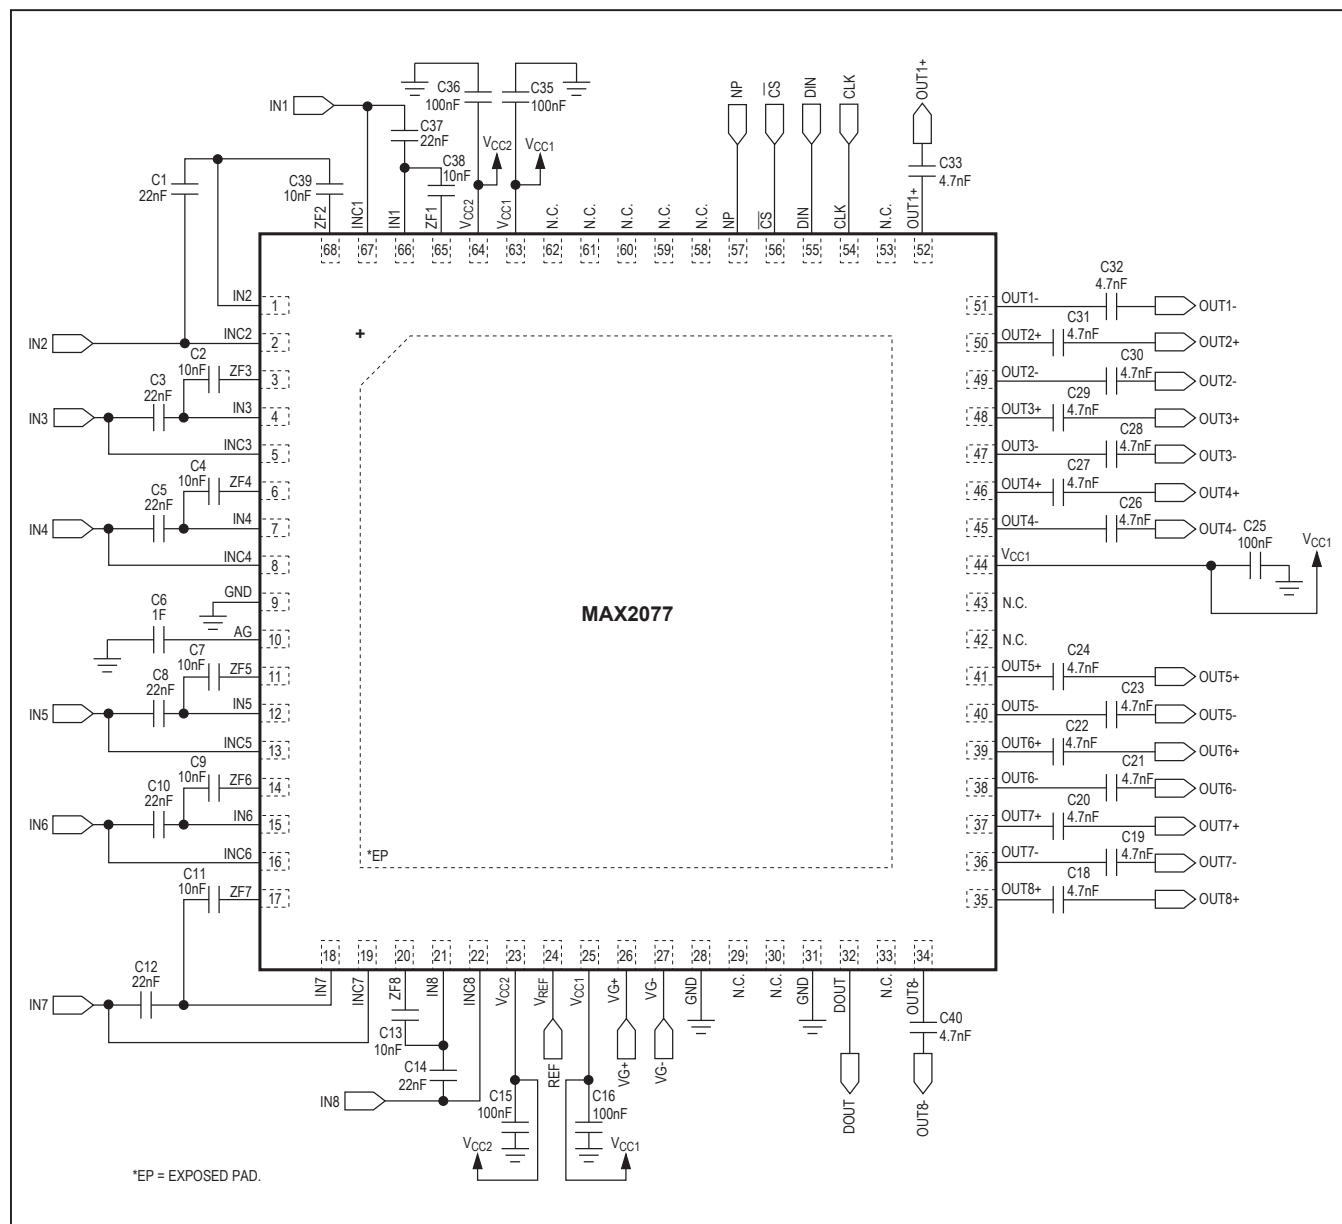 C36
100nF
C35
100nF
IN1
C37
22nF
VCC2
VCC1
C38
10nF
C1
22nF
C39
10nF
NP
CS
DIN
CLK
OUT1+
C33
4.7nF
ZF2
INC1
IN1
ZF1
VCC2
VCC1
N.C.
N.C.
N.C.
N.C.
N.C.
NP
CS
DIN
CLK
N.C.
OUT1+
68
67
66
65
64
63
62
61
60
59
58
57
56
55
54
53
52
IN2
1
IN2
INC2
2
C2
10nF
ZF3
3
C3
22nF
IN3
IN3
4
INC3
5
C4
10nF
ZF4
6
C5
22nF
IN4
IN4
7
INC4
8
GND
9
C6
1F
AG
10
C7
10nF
ZF5
11
C8
22nF
IN5
IN5
12
INC5
13
C9
10nF
ZF6
14
C10
22nF
IN6
IN6
15
INC6
16
C11
10nF
ZF7
17
+
MAX2077
*EP
51
OUT1-
C32
4.7nF
OUT1-
50
OUT2+
C31
4.7nF
OUT2+
49
OUT2-
C30
4.7nF
OUT2-
48
OUT3+
C29
4.7nF
OUT3+
47
OUT3-
C28
4.7nF
OUT3-
46
OUT4+
C27
4.7nF
OUT4+
45
OUT4-
C26
4.7nF
OUT4-
44
VCC1
C25
100nF
VCC1
43
N.C.
42
N.C.
41
OUT5+
C24
4.7nF
OUT5+
40
OUT5-
C23
4.7nF
OUT5-
39
OUT6+
C22
4.7nF
OUT6+
38
OUT6-
C21
4.7nF
OUT6-
37
OUT7+
C20
4.7nF
OUT7+
36
OUT7-
C19
4.7nF
OUT7-
35
OUT8+
C18
4.7nF
OUT8+
18
19
20
21
22
23
24
25
26
27
28
29
30
31
32
33
34
IN7
INC7
ZF8
IN8
INC8
VCC2
VREF
VCC1
VG+
VG-
GND
N.C.
N.C.
GND
DOUT
N.C.
OUT8-
C12
22nF
IN7
C13
10nF
C14
22nF
IN8
C15
100nF
VCC2
REF
C16
100nF
VCC1
VG+
VG-
DOUT
C40
4.7nF
OUT8-
*EP = EXPOSED PAD.